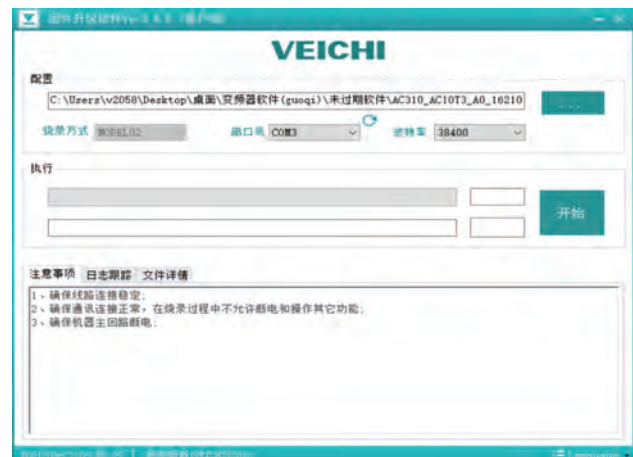 VEICHI
配置
C:\Users\v2058\Desktop\桌面\变频器软件(guoqi)\未过期软件\AC310_AC10T3_A0_16210
...
烧录方式 MODEL02 串口号 COM3 波特率 38400
执行
开始
注意事项 日志跟踪 文件详情
1、确保线路连接稳定;
2、确保通讯连接正常，在烧录过程中不允许断电和操作其它功能;
3、确保机器主回路断电;